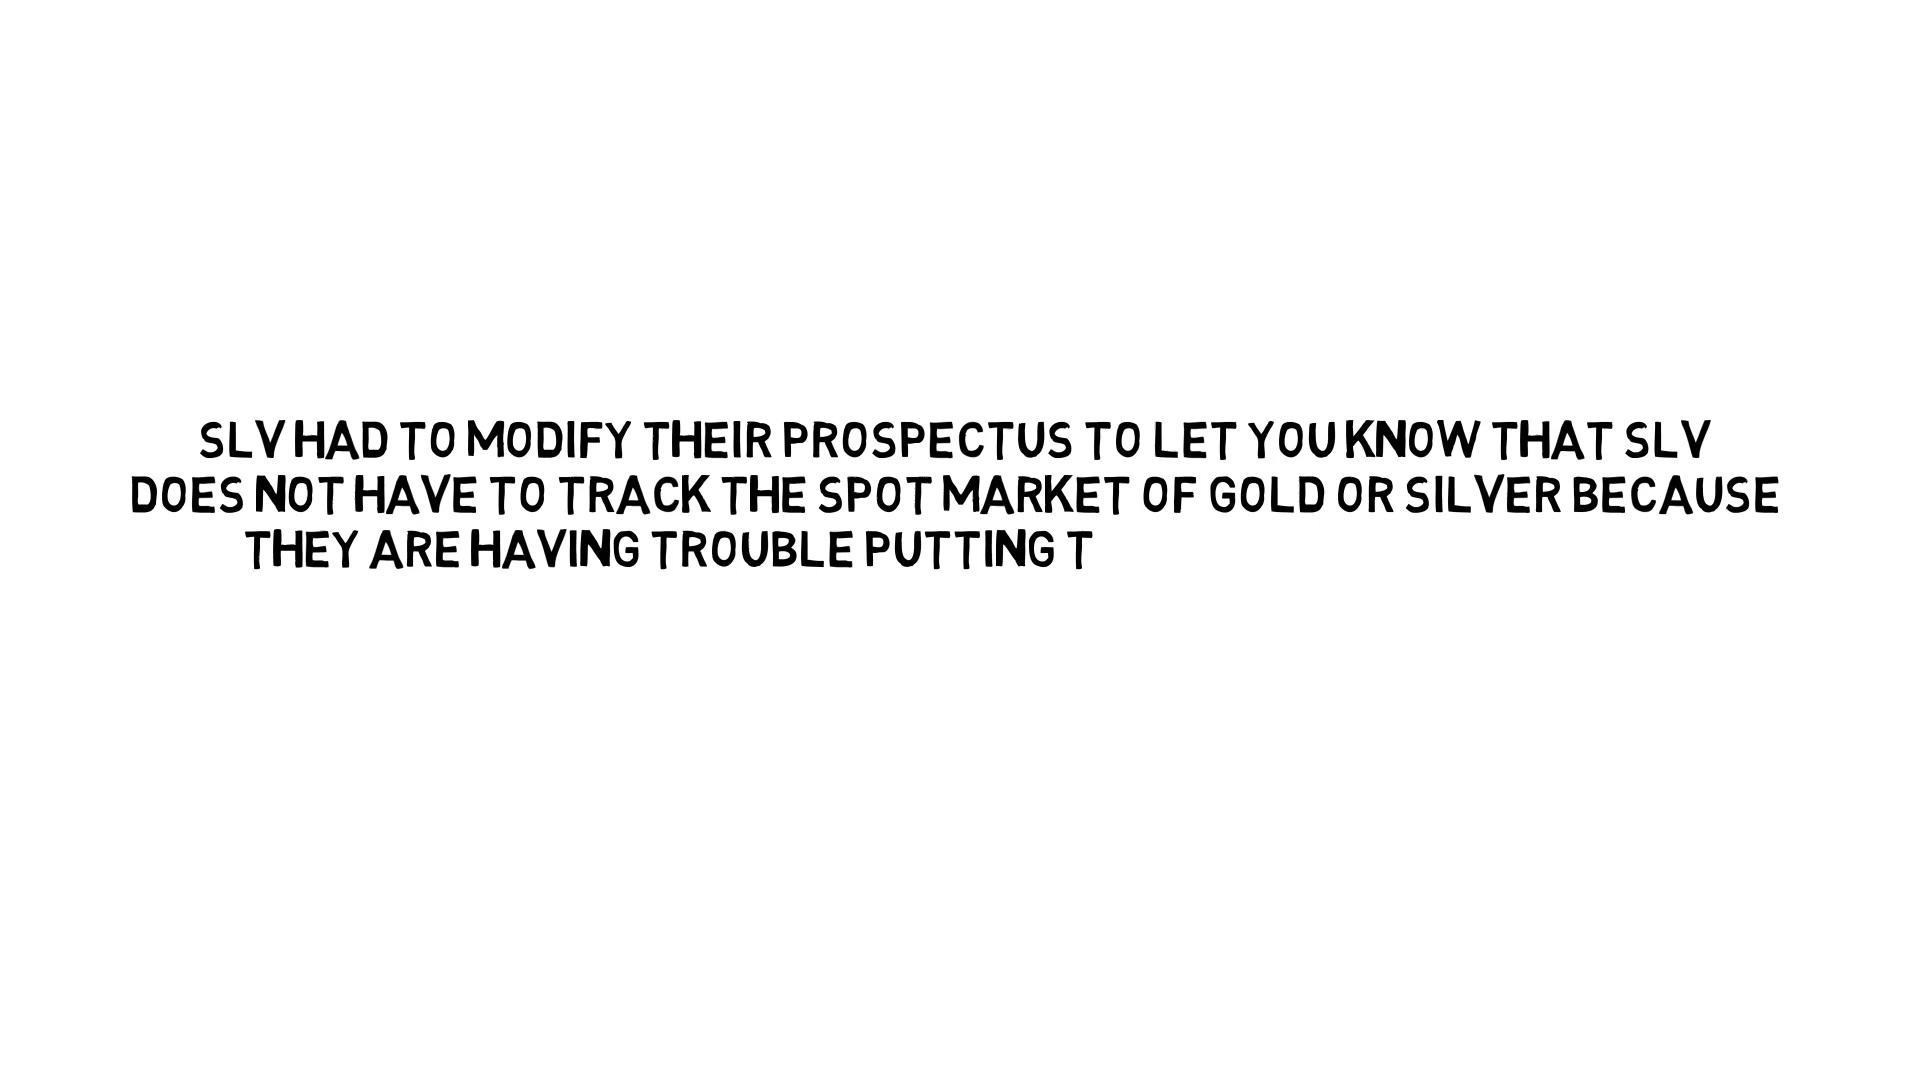 SLV HAD TO MODIFY THEIR PROSPECTUS TO LET YOU KNOW THAT SLV
DOES NOT HAVE TO TRACK THE SPOT MARKET OF GOLD OR SILVER BECAUSE
THEY ARE HAVING TROUBLE PUTTING T